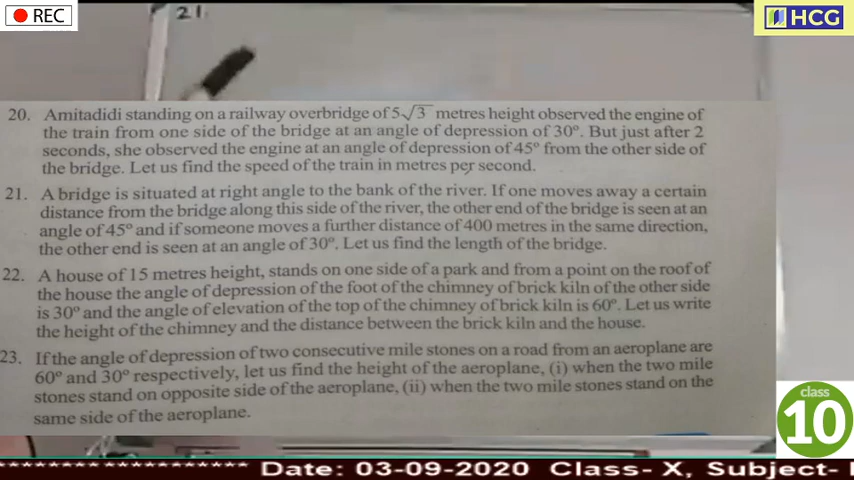 REC
21.
HCG
20. Amitadidi standing on a railway overbridge of 5√3 metres height observed the engine of
the train from one side of the bridge at an angle of depression of 30°. But just after 2
seconds, she observed the engine at an angle of depression of 45° from the other side of
the bridge. Let us find the speed of the train in metres per second.
21. A bridge is situated at right angle to the bank of the river. If one moves away a certain
distance from the bridge along this side of the river, the other end of the bridge is seen at an
angle of 45° and if someone moves a further distance of 400 metres in the same direction,
the other end is seen at an angle of 30°. Let us find the length of the bridge.
22. A house of 15 metres height, stands on one side of a park and from a point on the roof of
the house the angle of depression of the foot of the chimney of brick kiln of the other side
is 30° and the angle of elevation of the top of the chimney of brick kiln is 60°. Let us write
the height of the chimney and the distance between the brick kiln and the house.
23. If the angle of depression of two consecutive mile stones on a road from an aeroplane are
60° and 30° respectively, let us find the height of the aeroplane, (i) when the two mile
stones stand on opposite side of the aeroplane, (ii) when the two mile stones stand on the
same side of the aeroplane.
class
10
********************* Date: 03-09-2020 Class- X, Subject-